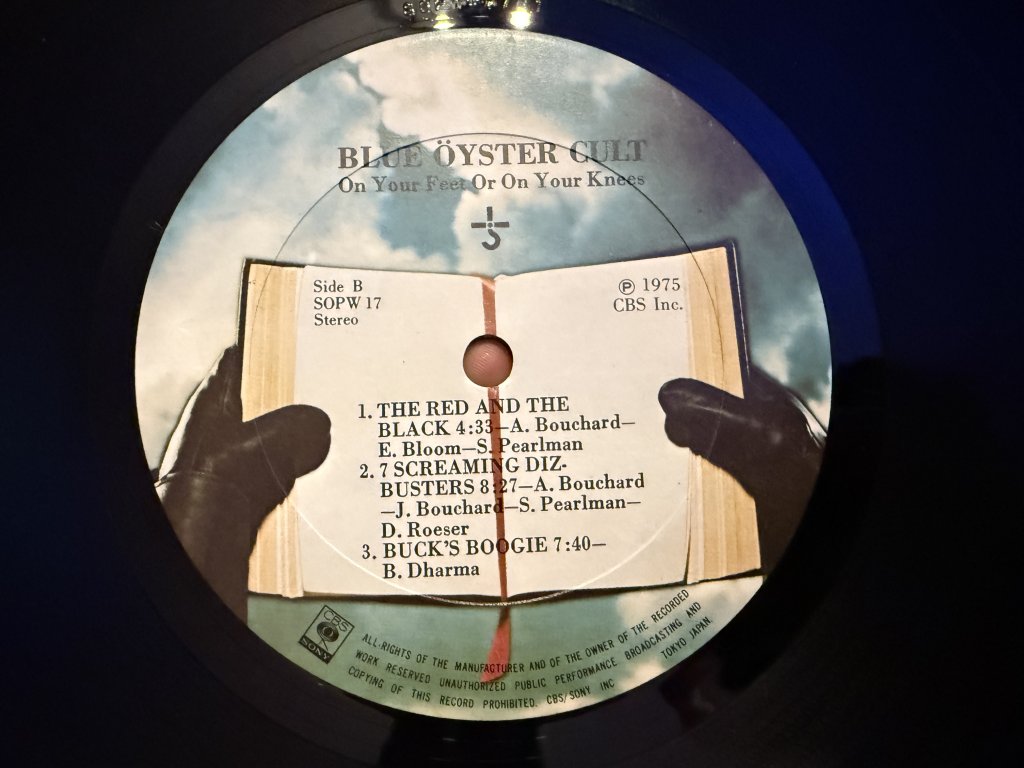 BLUE ÖYSTER CULT
On Your Feet Or On Your Knees
Side B
SOPW 17
Stereo
℗ 1975
CBS Inc.
1. THE RED AND THE
BLACK 4:33—A. Bouchard—
E. Bloom—S. Pearlman
2. 7 SCREAMING DIZ-
BUSTERS 8:27—A. Bouchard
—J. Bouchard—S. Pearlman—
D. Roeser
3. BUCK'S BOOGIE 7:40—
B. Dharma
CBS
SONY
ALL RIGHTS OF THE MANUFACTURER AND OF THE OWNER OF THE RECORDED
WORK RESERVED UNAUTHORIZED PUBLIC PERFORMANCE BROADCASTING AND
COPYING OF THIS RECORD PROHIBITED. CBS/SONY INC TOKYO JAPAN.